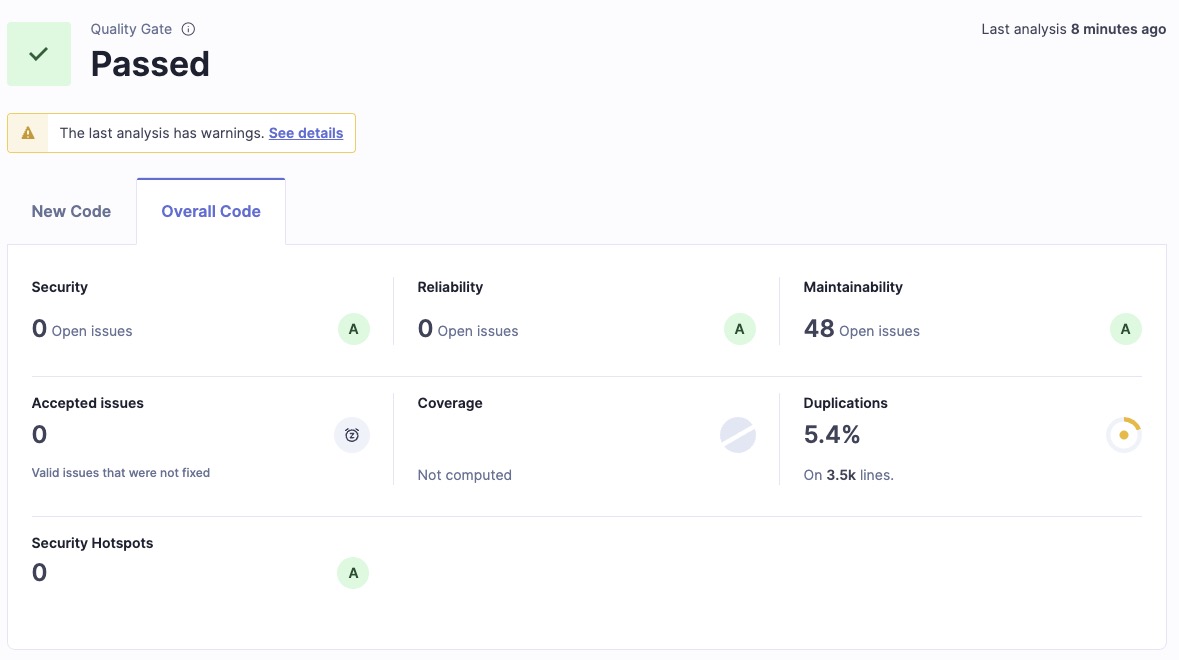 Quality Gate
Last analysis 8 minutes ago
Passed
The last analysis has warnings. See details
New Code
Overall Code
Security
Reliability
Maintainability
0 Open issues
A
0 Open issues
A
48 Open issues
A
Accepted issues
Coverage
Duplications
0
5.4%
Valid issues that were not fixed
Not computed
On 3.5k lines.
Security Hotspots
0
A